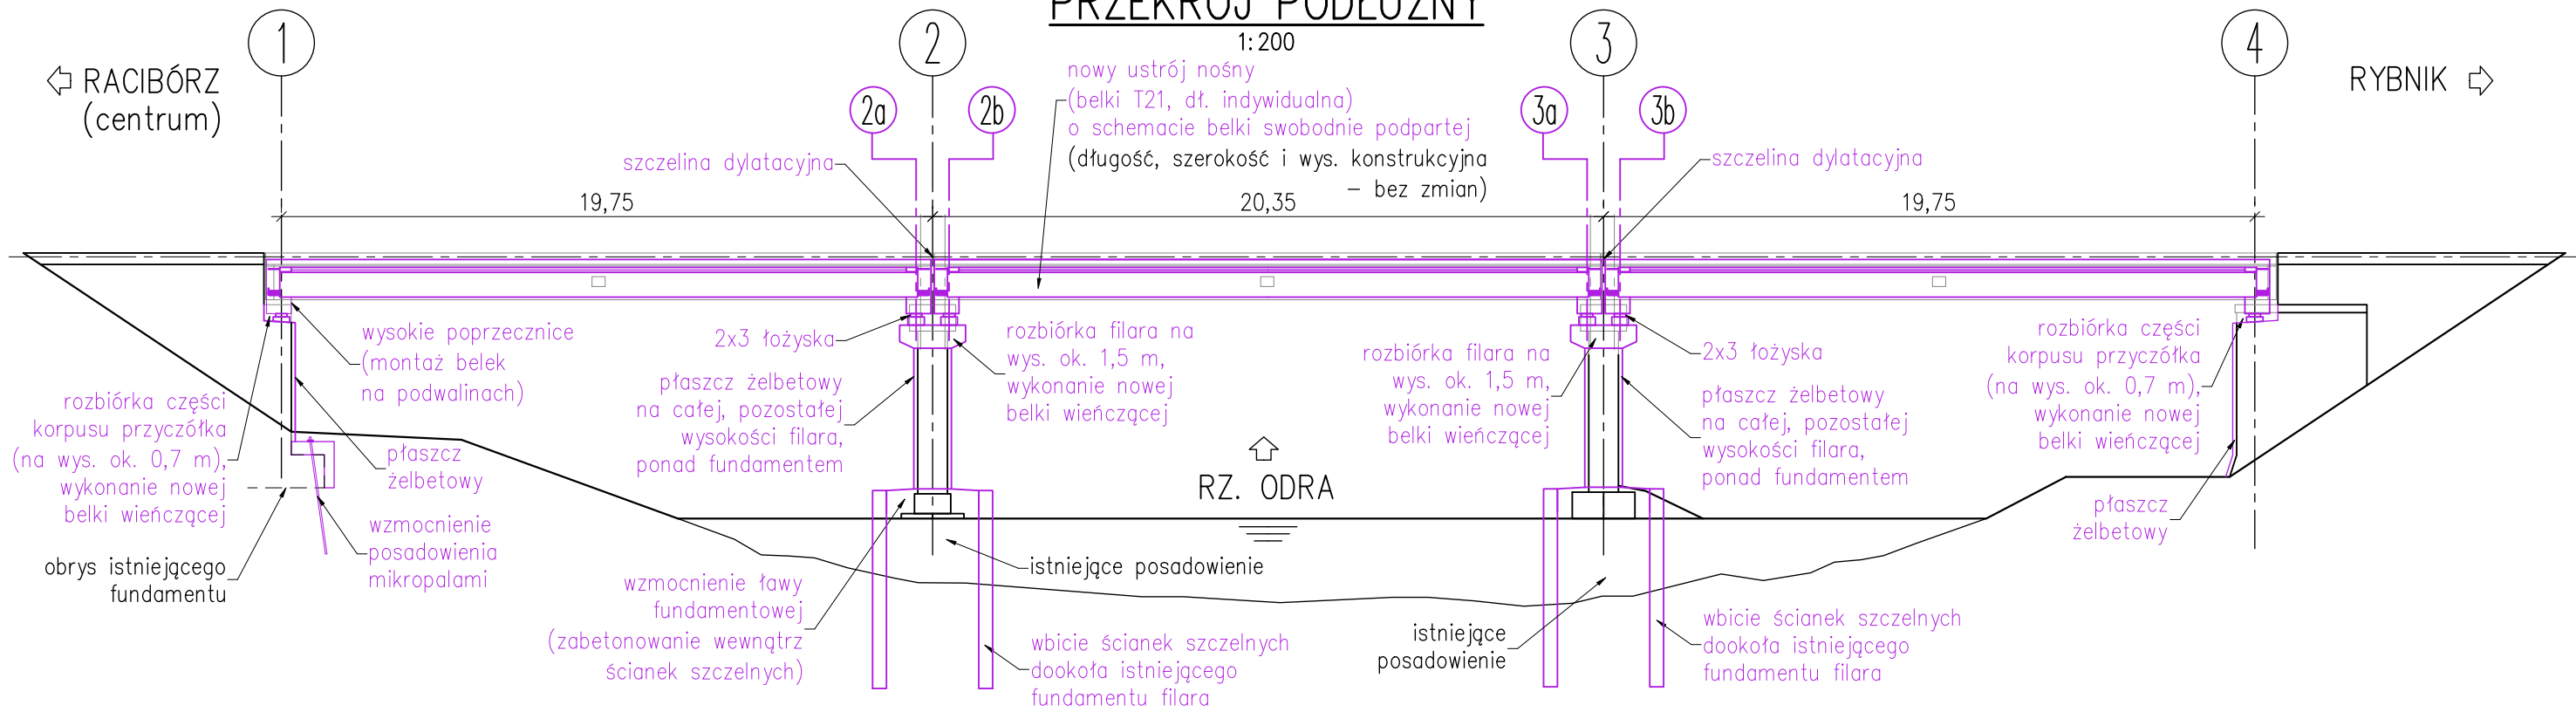 PRZEKRÓJ PODŁUŻNY
1:200
1
2
3
4
RACIBÓRZ
(centrum)
RYBNIK
2a
2b
3a
3b
nowy ustrój nośny
(belki T21, dł. indywidualna)
o schemacie belki swobodnie podpartej
(długość, szerokość i wys. konstrukcyjna
– bez zmian)
szczelina dylatacyjna
szczelina dylatacyjna
19,75
20,35
19,75
wysokie poprzecznice
(montaż belek
na podwalinach)
2x3 łożyska
rozbiórka filara na
wys. ok. 1,5 m,
wykonanie nowej
belki wieńczącej
rozbiórka filara na
wys. ok. 1,5 m,
wykonanie nowej
belki wieńczącej
2x3 łożyska
rozbiórka części
korpusu przyczółka
(na wys. ok. 0,7 m),
wykonanie nowej
belki wieńczącej
rozbiórka części
korpusu przyczółka
(na wys. ok. 0,7 m),
wykonanie nowej
belki wieńczącej
płaszcz żelbetowy
na całej, pozostałej
wysokości filara,
ponad fundamentem
płaszcz żelbetowy
na całej, pozostałej
wysokości filara,
ponad fundamentem
płaszcz
żelbetowy
RZ. ODRA
płaszcz
żelbetowy
wzmocnienie
posadowienia
mikropalami
obrys istniejącego
fundamentu
istniejące posadowienie
wzmocnienie ławy
fundamentowej
(zabetonowanie wewnątrz
ścianek szczelnych)
wbicie ścianek szczelnych
dookoła istniejącego
fundamentu filara
istniejące
posadowienie
wbicie ścianek szczelnych
dookoła istniejącego
fundamentu filara